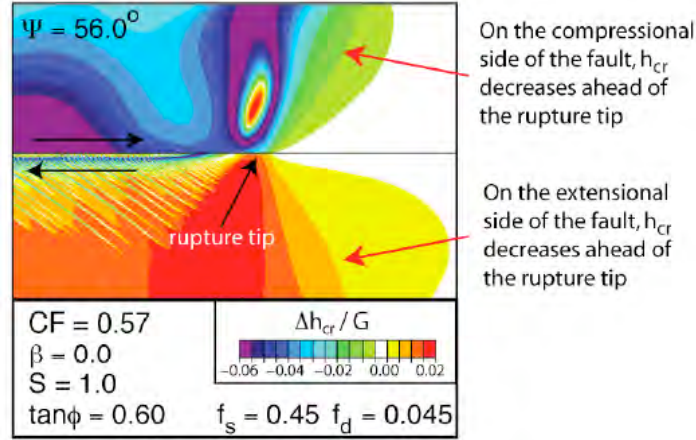 Ψ = 56.0°
On the compressional
side of the fault, hcr
decreases ahead of
the rupture tip
rupture tip
On the extensional
side of the fault, hcr
decreases ahead of
the rupture tip
CF = 0.57
β = 0.0
S = 1.0
tanϕ = 0.60
fs = 0.45 fd = 0.045
Δhcr / G
−0.06 −0.04 −0.02 0.00 0.02